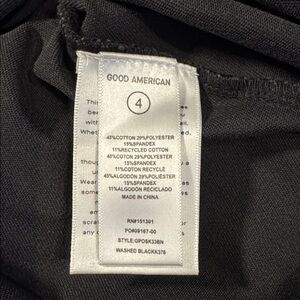 GOOD AMERICAN
4
45%COTTON 29%POLYESTER
15%SPANDEX
11%RECYCLED COTTON
45%COTON 29%POLYESTER
15%SPANDEX
11%COTON RECYCLÉ
45%ALGODÓN 29%POLIÉSTER
15%SPANDEX
11%ALGODÓN RECICLADO
MADE IN CHINA
RN#151301
PO#09167-00
STYLE:GPOSK33BN
WASHED BLACKK376